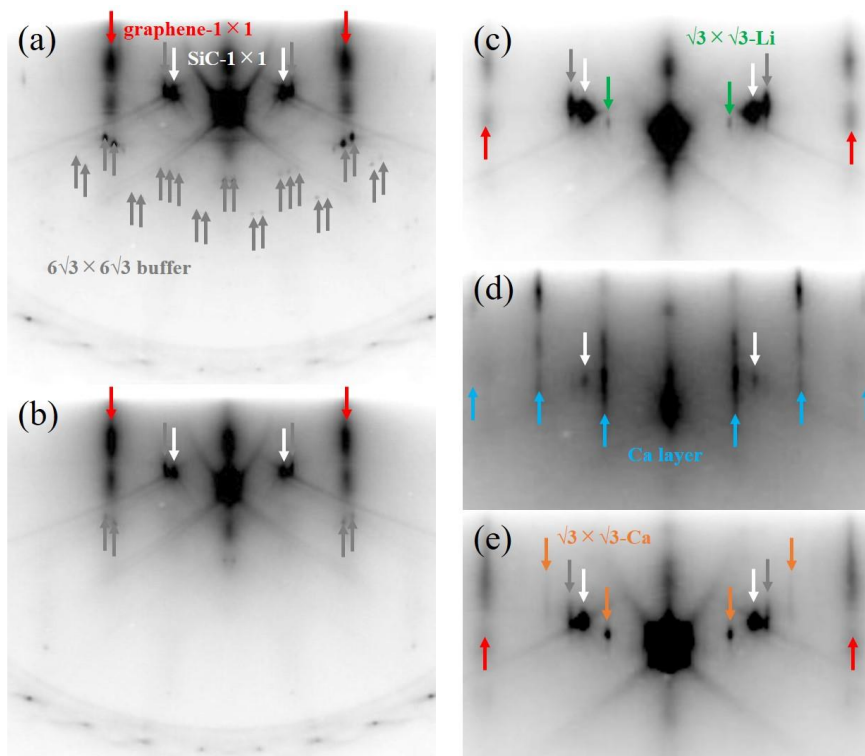 (a)
graphene-1×1
SiC-1×1
6√3×6√3 buffer
(b)
(c)
√3×√3-Li
(d)
Ca layer
(e)
√3×√3-Ca